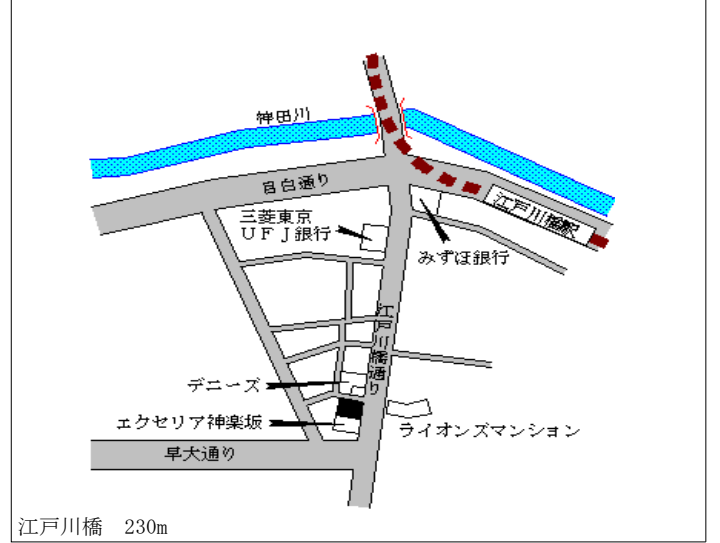 神田川
目白通り
江戸川橋駅
三菱東京
ＵＦＪ銀行
みずほ銀行
江戸川橋通り
デニーズ
エクセリア神楽坂
ライオンズマンション
早大通り
江戸川橋　230m